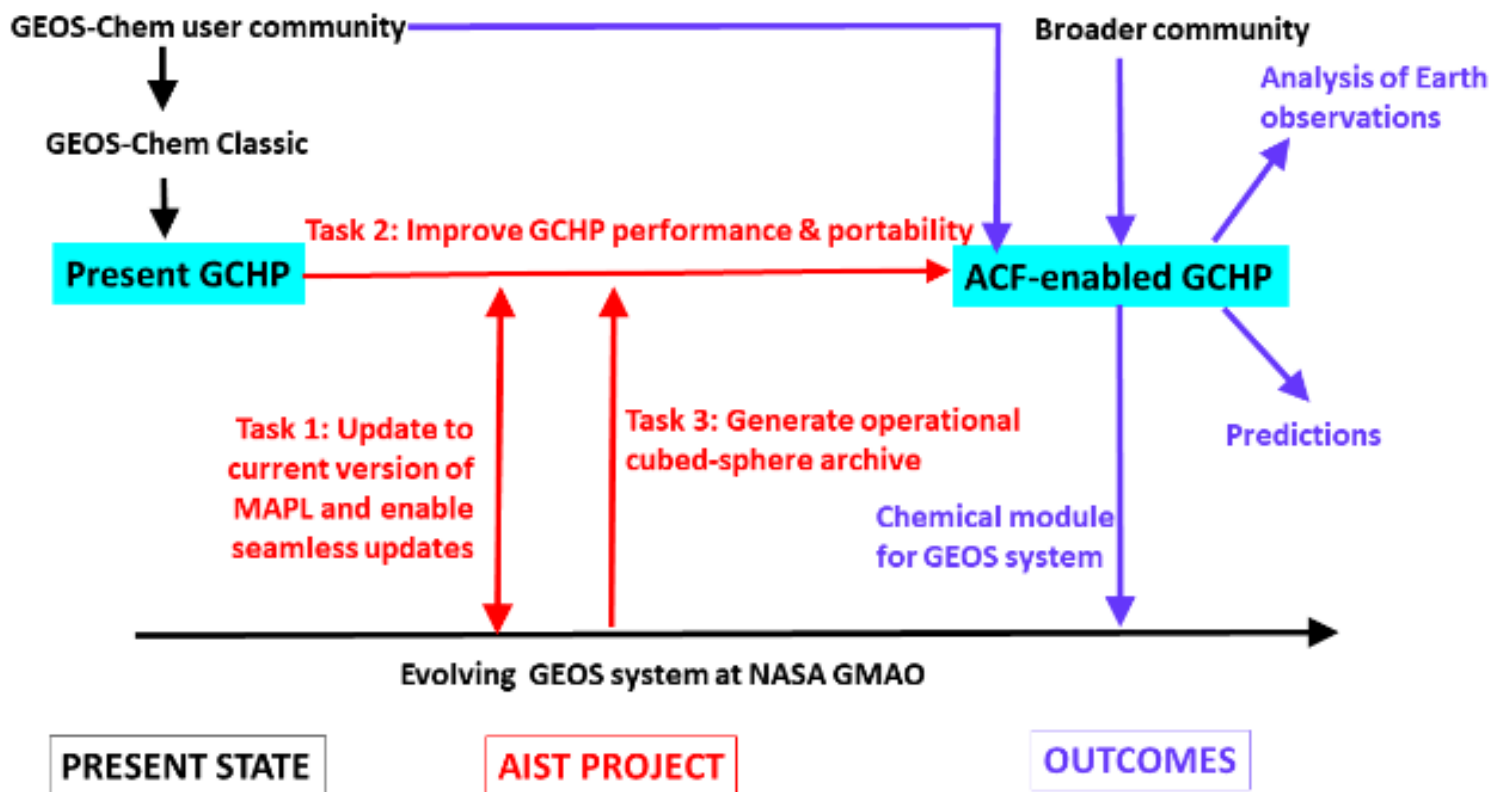 GEOS-Chem user community
Broader community
Analysis of Earth
observations
GEOS-Chem Classic
Task 2: Improve GCHP performance & portability
Present GCHP
ACF-enabled GCHP
Task 1: Update to
current version of
MAPL and enable
seamless updates
Task 3: Generate operational
cubed-sphere archive
Predictions
Chemical module
for GEOS system
Evolving GEOS system at NASA GMAO
PRESENT STATE
AIST PROJECT
OUTCOMES